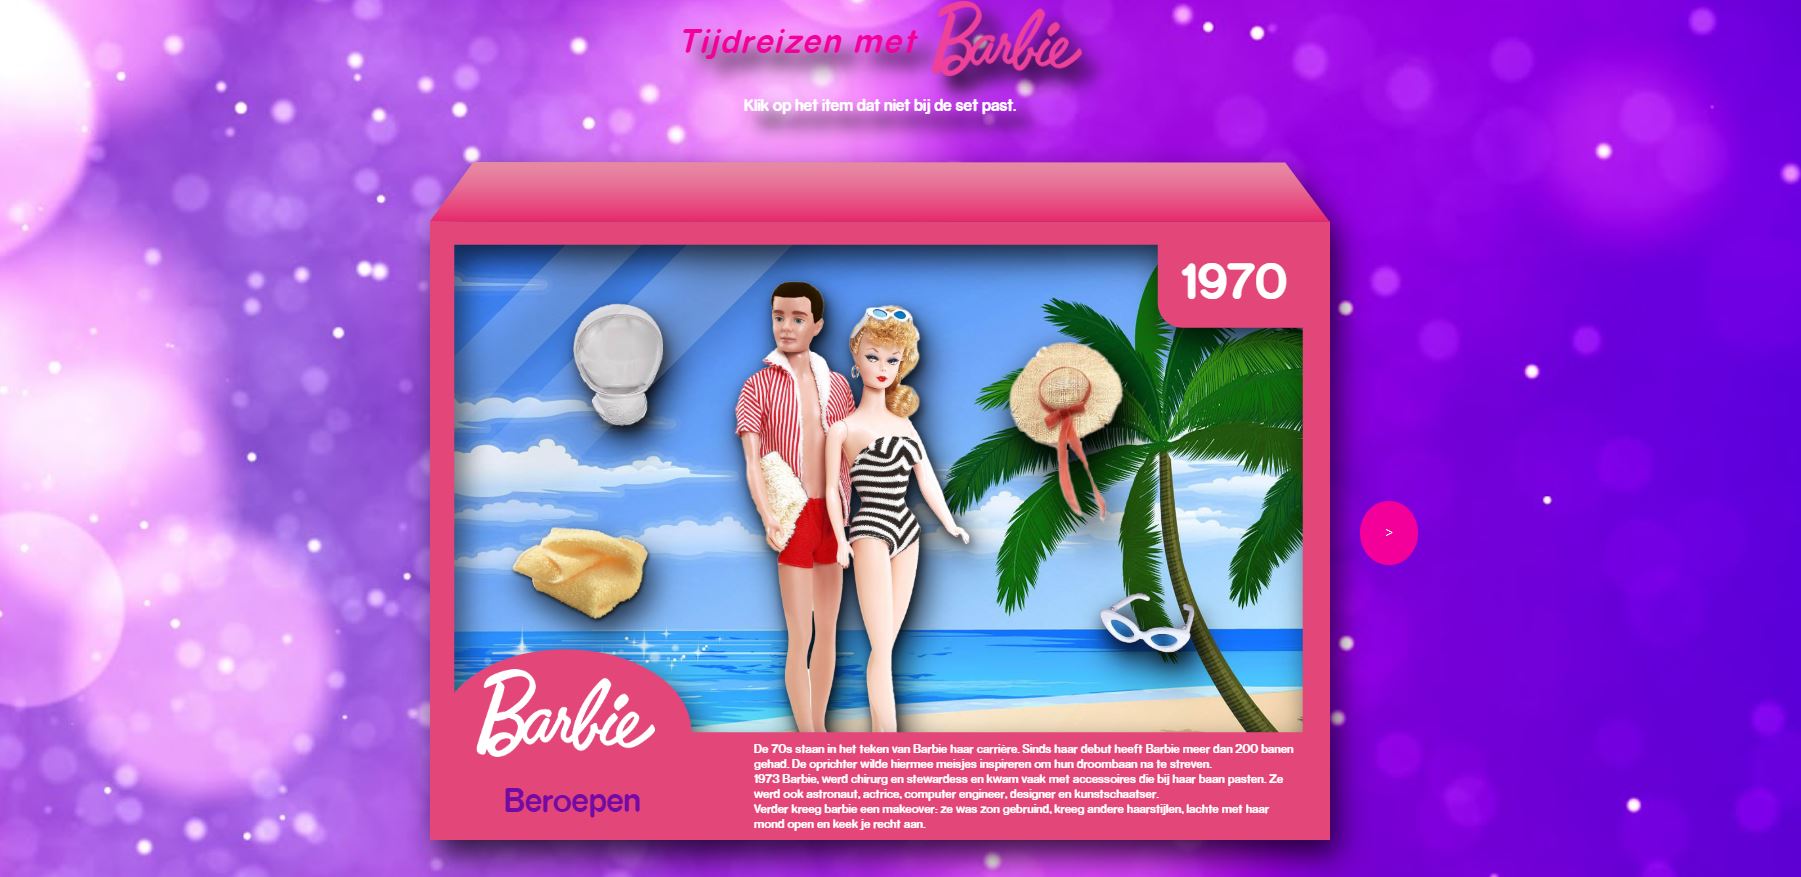 Tijdreizen met Barbie
Klik op het item dat niet bij de set past.
1970
>
Barbie
Beroepen
De 70s staan in het teken van Barbie haar carrière. Sinds haar debut heeft Barbie meer dan 200 banen
gehad. De oprichter wilde hiermee meisjes inspireren om hun droombaan na te streven.
1973 Barbie, werd chirurg en stewardess en kwam vaak met accessoires die bij haar baan pasten. Ze
werd ook astronaut, actrice, computer engineer, designer en kunstschaatser.
Verder kreeg barbie een makeover: ze was zon gebruind, kreeg andere haarstijlen, lachte met haar
mond open en keek je recht aan.